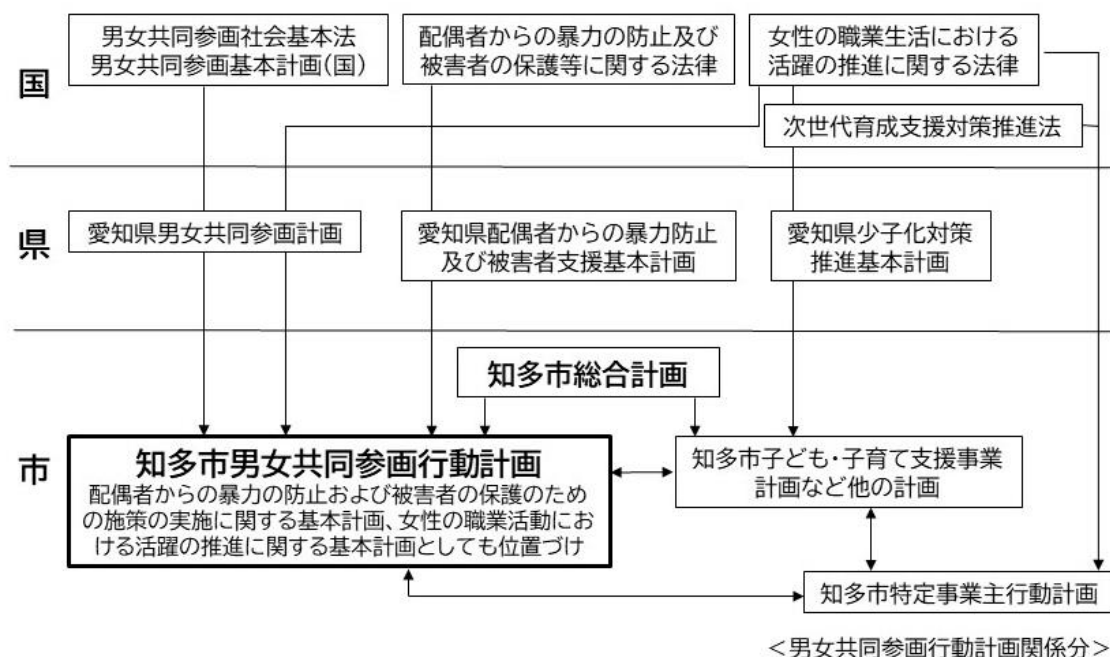 国
男女共同参画社会基本法
男女共同参画基本計画(国)
配偶者からの暴力の防止及び
被害者の保護等に関する法律
女性の職業生活における
活躍の推進に関する法律
次世代育成支援対策推進法
県
愛知県男女共同参画計画
愛知県配偶者からの暴力防止
及び被害者支援基本計画
愛知県少子化対策
推進基本計画
市
知多市総合計画
知多市男女共同参画行動計画
配偶者からの暴力の防止および被害者の保護のため
の施策の実施に関する基本計画、女性の職業活動にお
ける活躍の推進に関する基本計画としても位置づけ
知多市子ども・子育て支援事業
計画など他の計画
知多市特定事業主行動計画
<男女共同参画行動計画関係分>